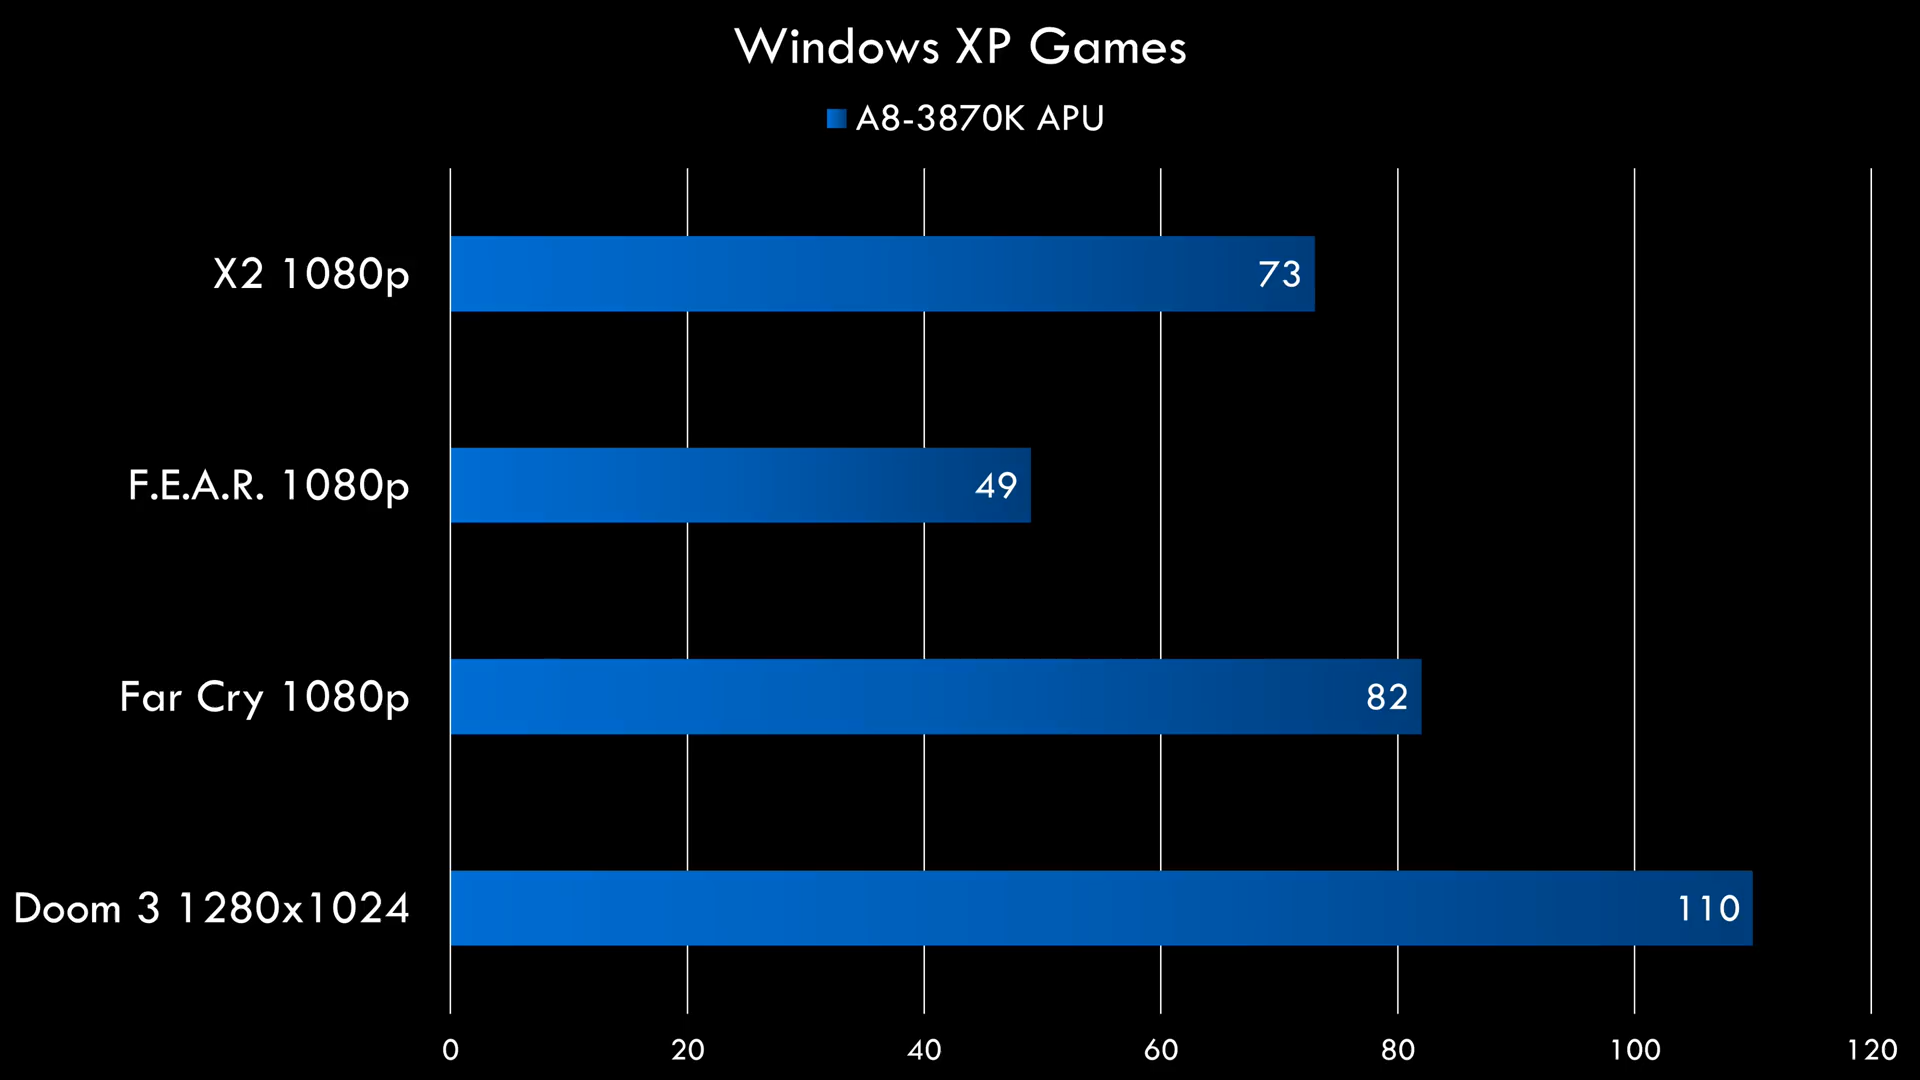 Windows XP Games
A8-3870K APU
X2 1080p
73
F.E.A.R. 1080p
49
Far Cry 1080p
82
Doom 3 1280x1024
110
0 20 40 60 80 100 120